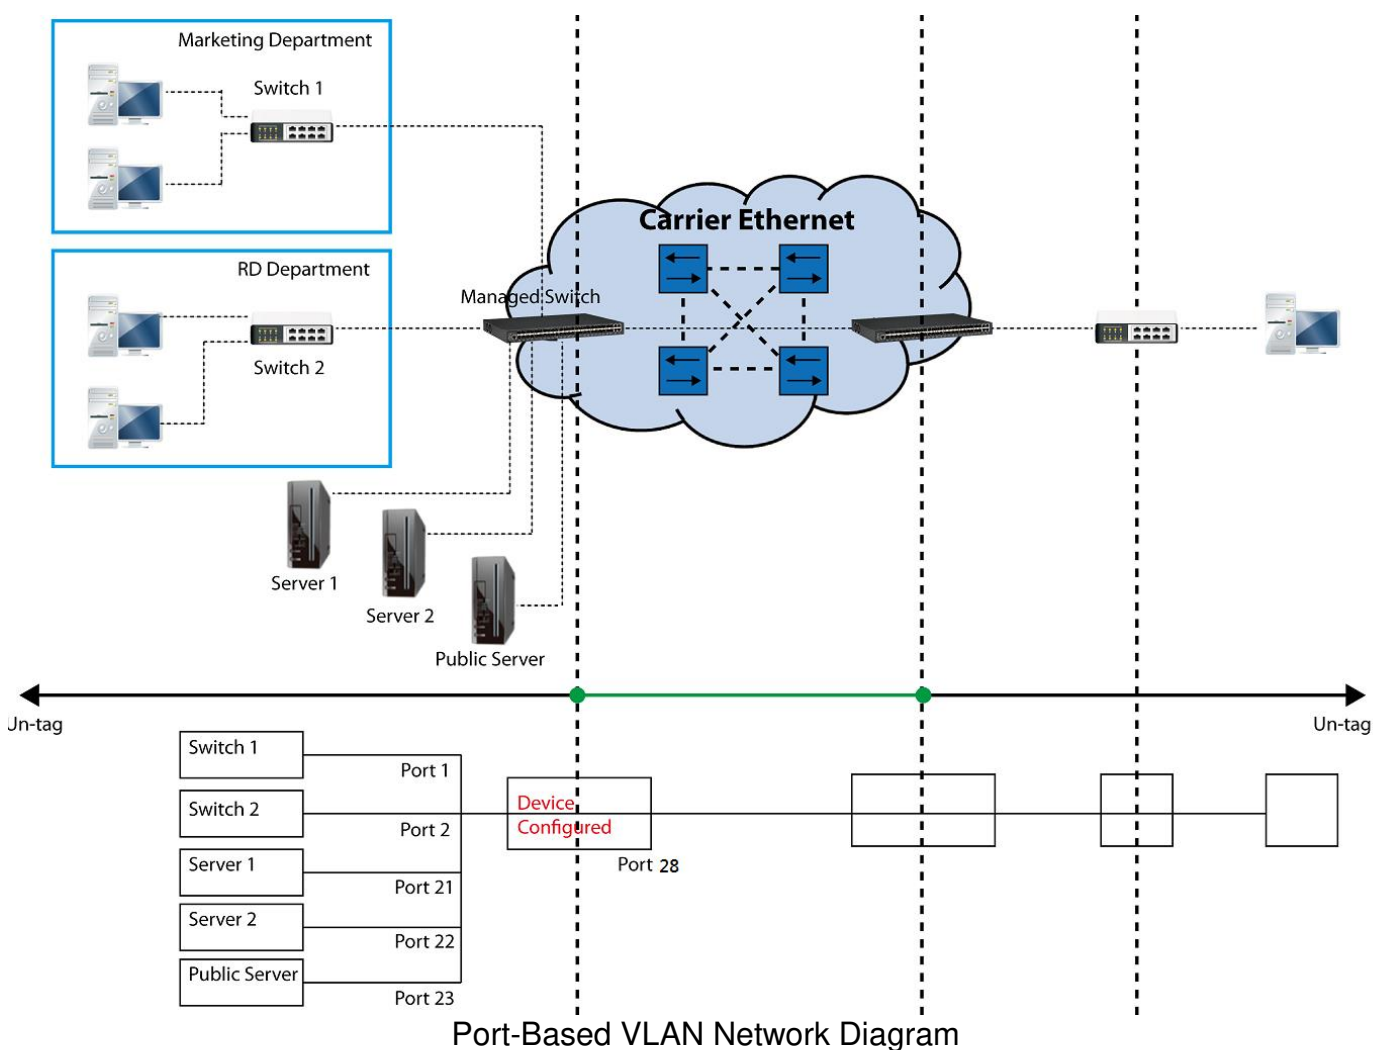 Marketing Department
Switch 1
RD Department
Switch 2
Carrier Ethernet
Managed Switch
Server 1
Server 2
Public Server
Un-tag
Un-tag
Switch 1
Port 1
Switch 2
Port 2
Device
Configured
Port 28
Server 1
Port 21
Server 2
Port 22
Public Server
Port 23
Port-Based VLAN Network Diagram